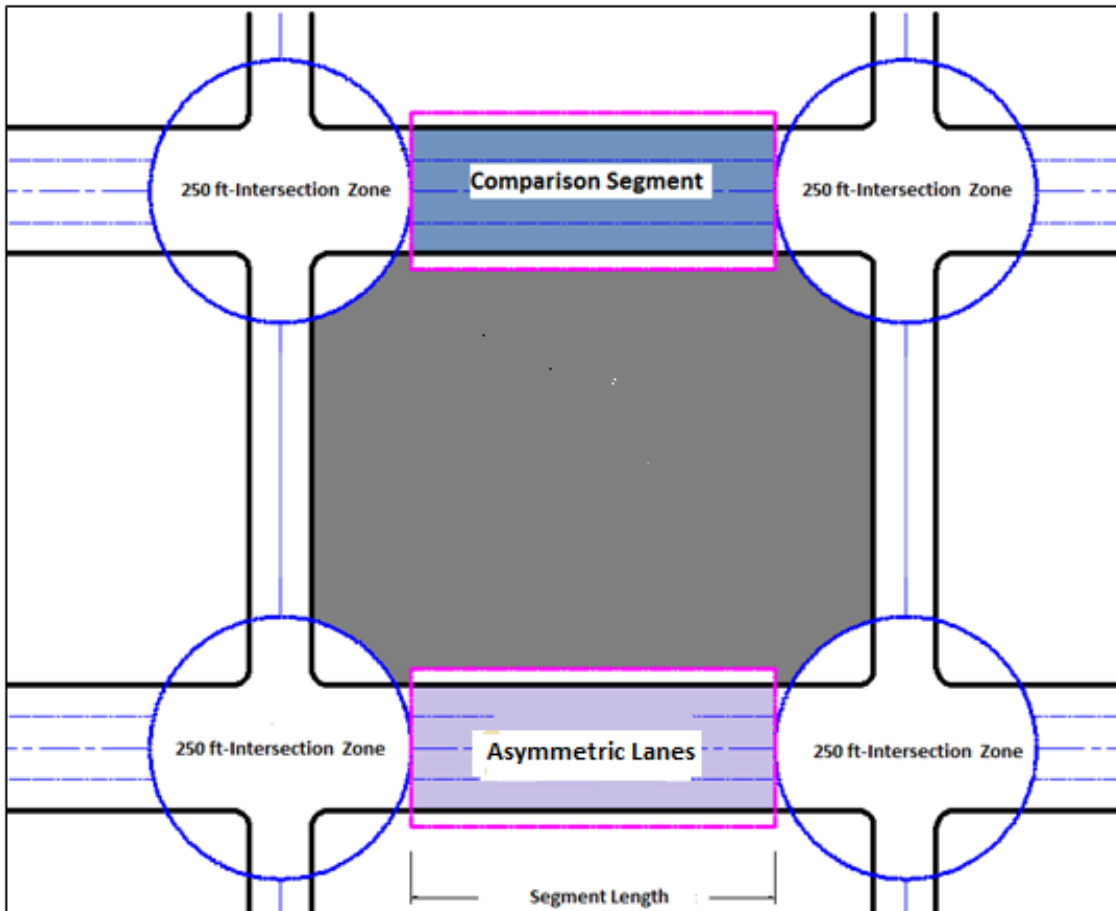 Comparison Segment
250 ft-Intersection Zone
250 ft-Intersection Zone
250 ft-Intersection Zone
Asymmetric Lanes
250 ft-Intersection Zone
Segment Length